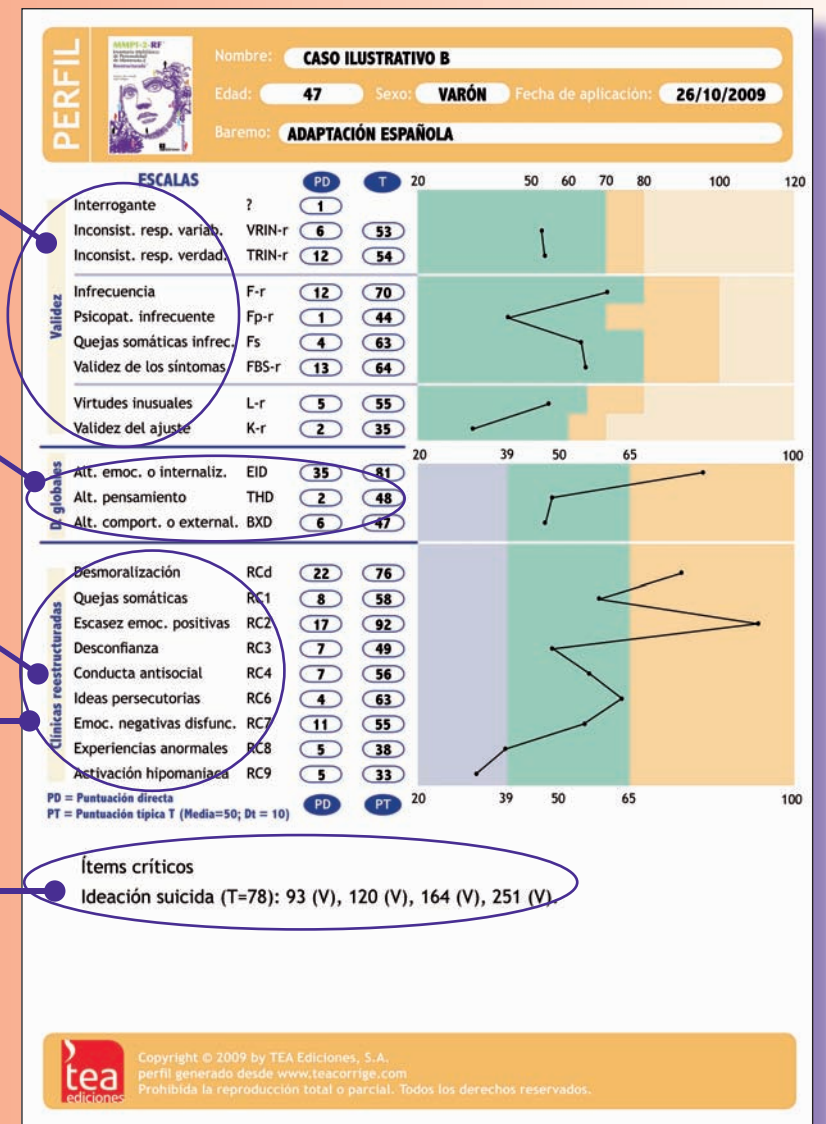 PERFIL
MMPI-2-RF
Nombre: CASO ILUSTRATIVO B
Edad: 47 Sexo: VARÓN Fecha de aplicación: 26/10/2009
Baremo: ADAPTACIÓN ESPAÑOLA
ESCALAS PD T 20 50 60 70 80 100 120
Validez
Interrogante ? 1
Inconsist. resp. variab. VRIN-r 6 53
Inconsist. resp. verdad. TRIN-r 12 54
Infrecuencia F-r 12 70
Psicopat. infrecuente Fp-r 1 44
Quejas somáticas infrec. Fs 4 63
Validez de los síntomas FBS-r 13 64
Virtudes inusuales L-r 5 55
Validez del ajuste K-r 2 35
20 39 50 65 100
D. globales
Alt. emoc. o internaliz. EID 35 81
Alt. pensamiento THD 2 48
Alt. comport. o external. BXD 6 47
Clínicas reestructuradas
Desmoralización RCd 22 76
Quejas somáticas RC1 8 58
Escasez emoc. positivas RC2 17 92
Desconfianza RC3 7 49
Conducta antisocial RC4 7 56
Ideas persecutorias RC6 4 63
Emoc. negativas disfunc. RC7 11 55
Experiencias anormales RC8 5 38
Activación hipomaniaca RC9 5 33
PD = Puntuación directa
PT = Puntuación típica T (Media=50; Dt = 10)
PD PT 20 39 50 65 100
Ítems críticos
Ideación suicida (T=78): 93 (V), 120 (V), 164 (V), 251 (V).
tea
ediciones
Copyright © 2009 by TEA Ediciones, S.A.
perfil generado desde www.teacorrige.com
Prohibida la reproducción total o parcial. Todos los derechos reservados.